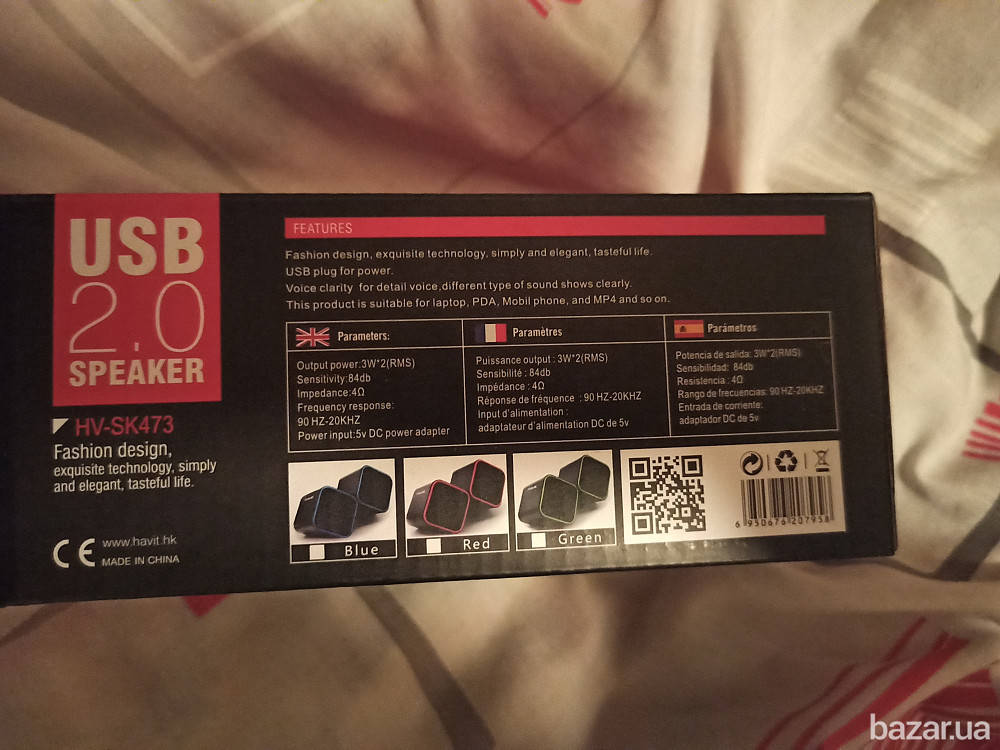 USB
2.0
SPEAKER
HV-SK473
Fashion design,
exquisite technology, simply
and elegant, tasteful life.
CE
www.havit.hk
MADE IN CHINA
FEATURES
Fashion design, exquisite technology, simply and elegant, tasteful life.
USB plug for power.
Voice clarity for detail voice,different type of sound shows clearly.
This product is suitable for laptop, PDA, Mobil phone, and MP4 and so on.
Parameters:
Output power:3W*2(RMS)
Sensitivity:84db
Impedance:4Ω
Frequency response:
90 HZ-20KHZ
Power input:5v DC power adapter
Paramètres
Puissance output : 3W*2(RMS)
Sensibilité : 84db
Impédance : 4Ω
Réponse de fréquence : 90 HZ-20KHZ
Input d'alimentation :
adaptateur d'alimentation DC de 5v
Parámetros
Potencia de salida: 3W*2(RMS)
Sensibilidad: 84db
Resistencia : 4Ω
Rango de frecuencias: 90 HZ-20KHZ
Entrada de corriente:
adaptador DC de 5v
Blue
Red
Green
6 950676 207958
bazar.ua